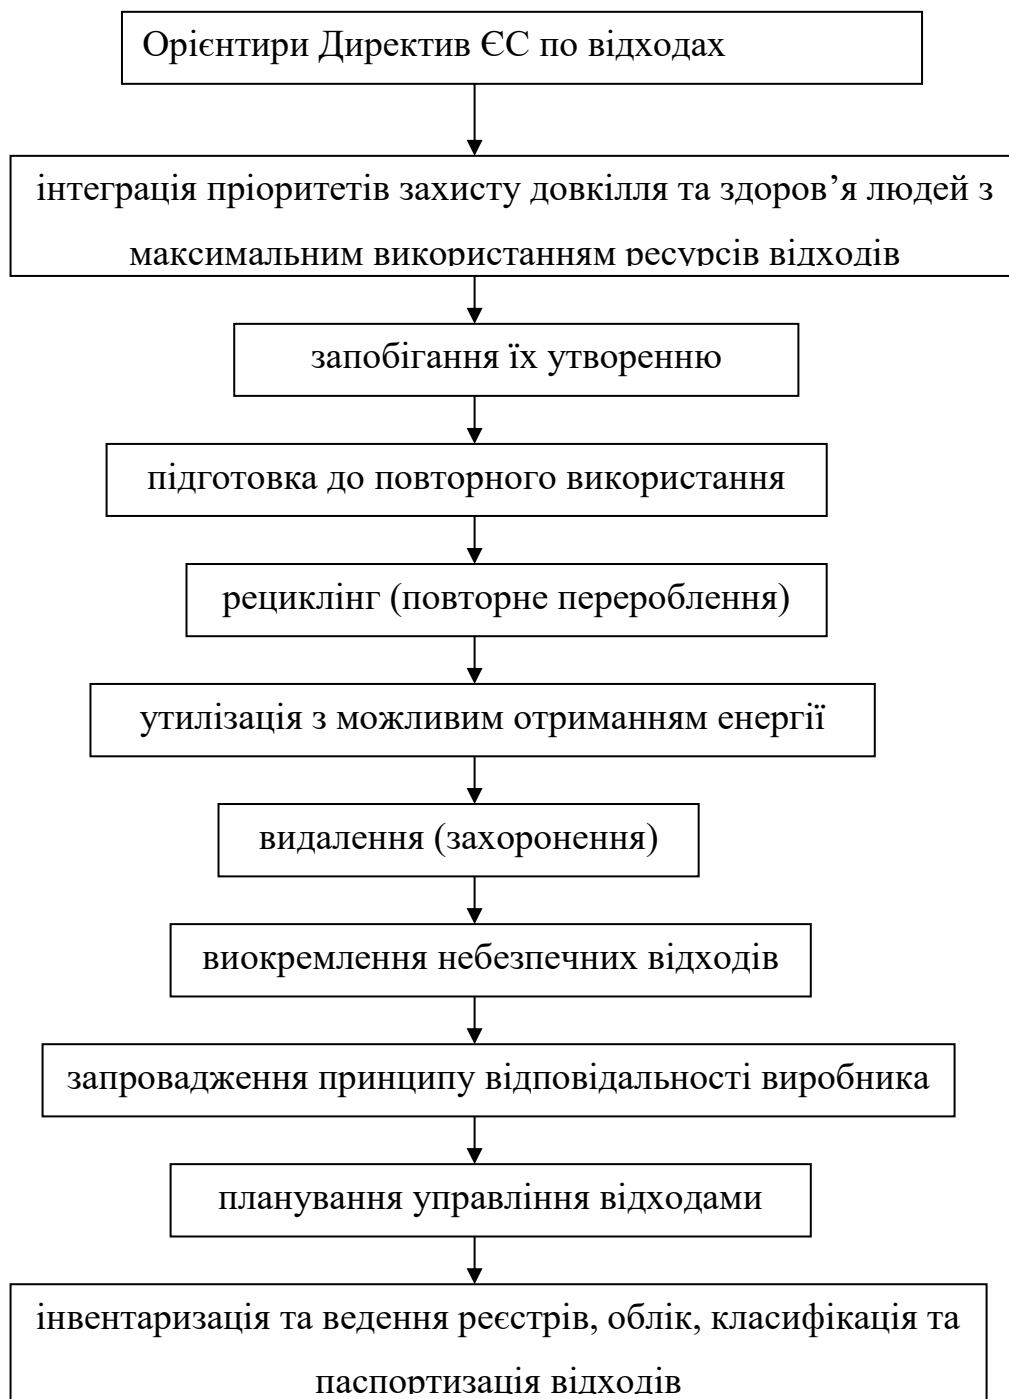 Орієнтири Директив ЄС по відходах
інтеграція пріоритетів захисту довкілля та здоров’я людей з
максимальним використанням ресурсів відходів
запобігання їх утворенню
підготовка до повторного використання
рециклінг (повторне перероблення)
утилізація з можливим отриманням енергії
видалення (захоронення)
виокремлення небезпечних відходів
запровадження принципу відповідальності виробника
планування управління відходами
інвентаризація та ведення реєстрів, облік, класифікація та
паспортизація відходів